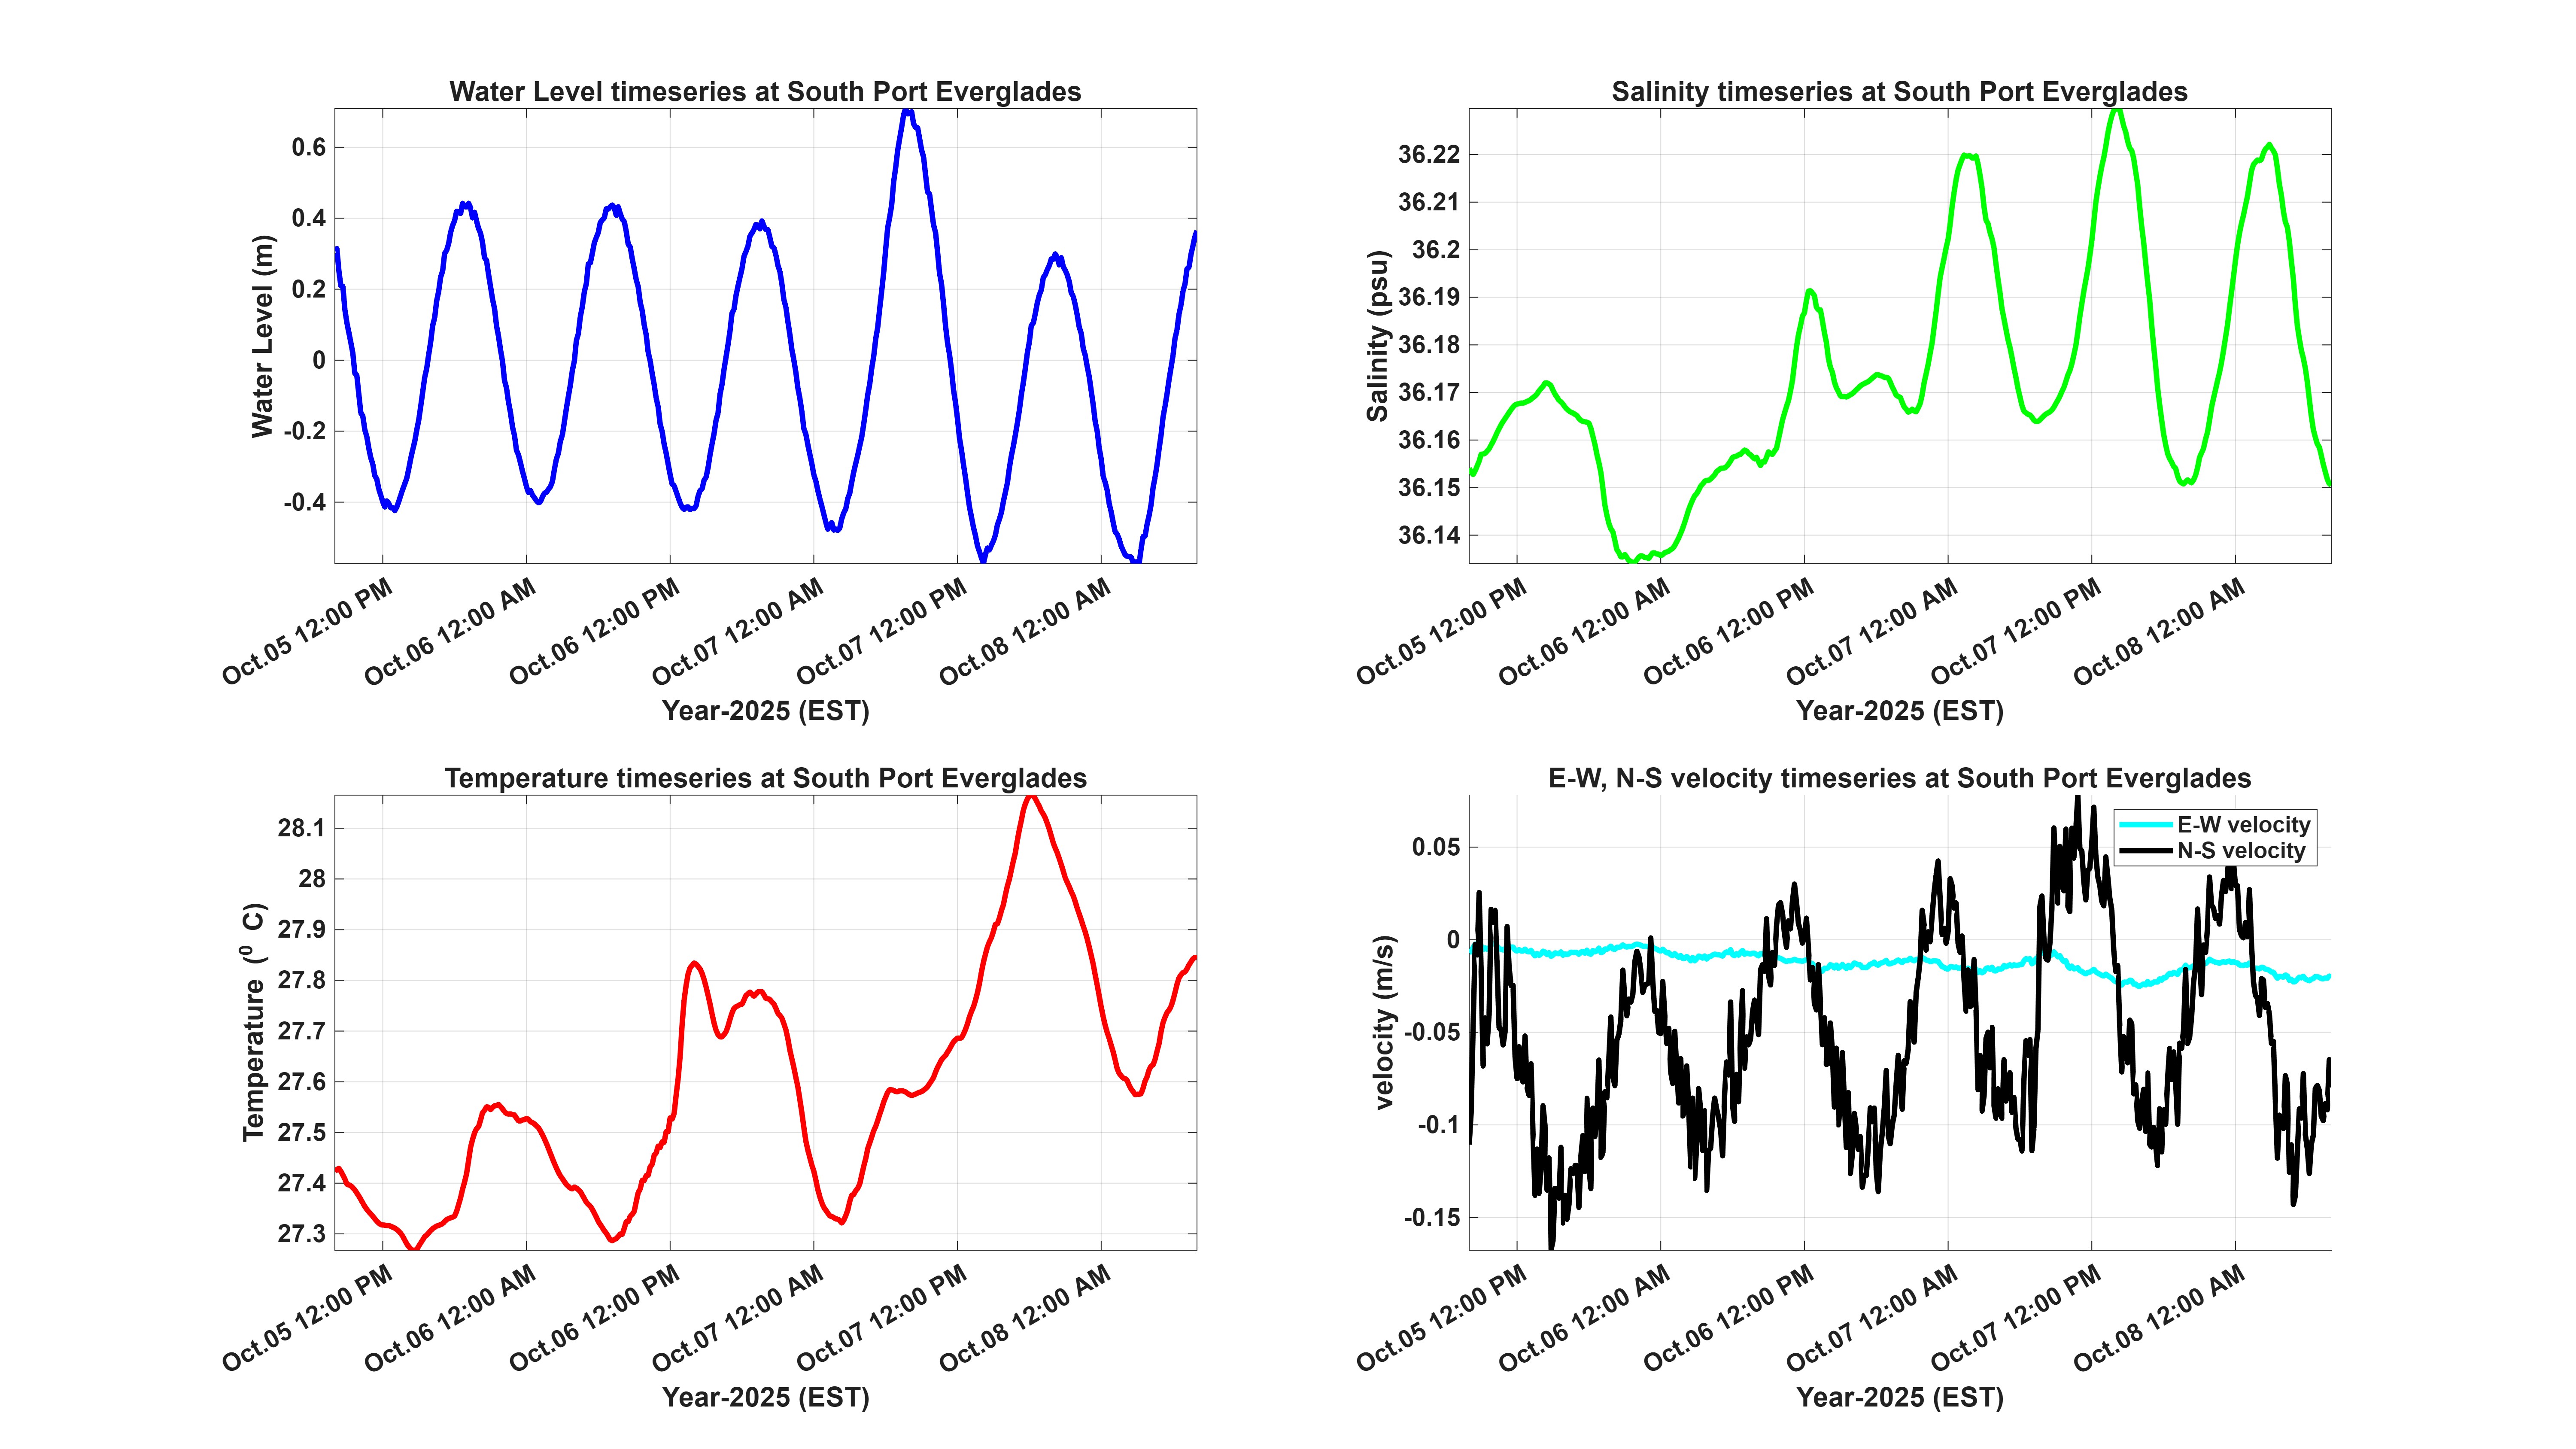 Water Level timeseries at South Port Everglades
Water Level (m)
0.6
0.4
0.2
0
-0.2
-0.4
Oct.05 12:00 PM
Oct.06 12:00 AM
Oct.06 12:00 PM
Oct.07 12:00 AM
Oct.07 12:00 PM
Oct.08 12:00 AM
Year-2025 (EST)
Salinity timeseries at South Port Everglades
Salinity (psu)
36.22
36.21
36.2
36.19
36.18
36.17
36.16
36.15
36.14
Oct.05 12:00 PM
Oct.06 12:00 AM
Oct.06 12:00 PM
Oct.07 12:00 AM
Oct.07 12:00 PM
Oct.08 12:00 AM
Year-2025 (EST)
Temperature timeseries at South Port Everglades
Temperature (⁰ C)
28.1
28
27.9
27.8
27.7
27.6
27.5
27.4
27.3
Oct.05 12:00 PM
Oct.06 12:00 AM
Oct.06 12:00 PM
Oct.07 12:00 AM
Oct.07 12:00 PM
Oct.08 12:00 AM
Year-2025 (EST)
E-W, N-S velocity timeseries at South Port Everglades
velocity (m/s)
0.05
0
-0.05
-0.1
-0.15
E-W velocity
N-S velocity
Oct.05 12:00 PM
Oct.06 12:00 AM
Oct.06 12:00 PM
Oct.07 12:00 AM
Oct.07 12:00 PM
Oct.08 12:00 AM
Year-2025 (EST)